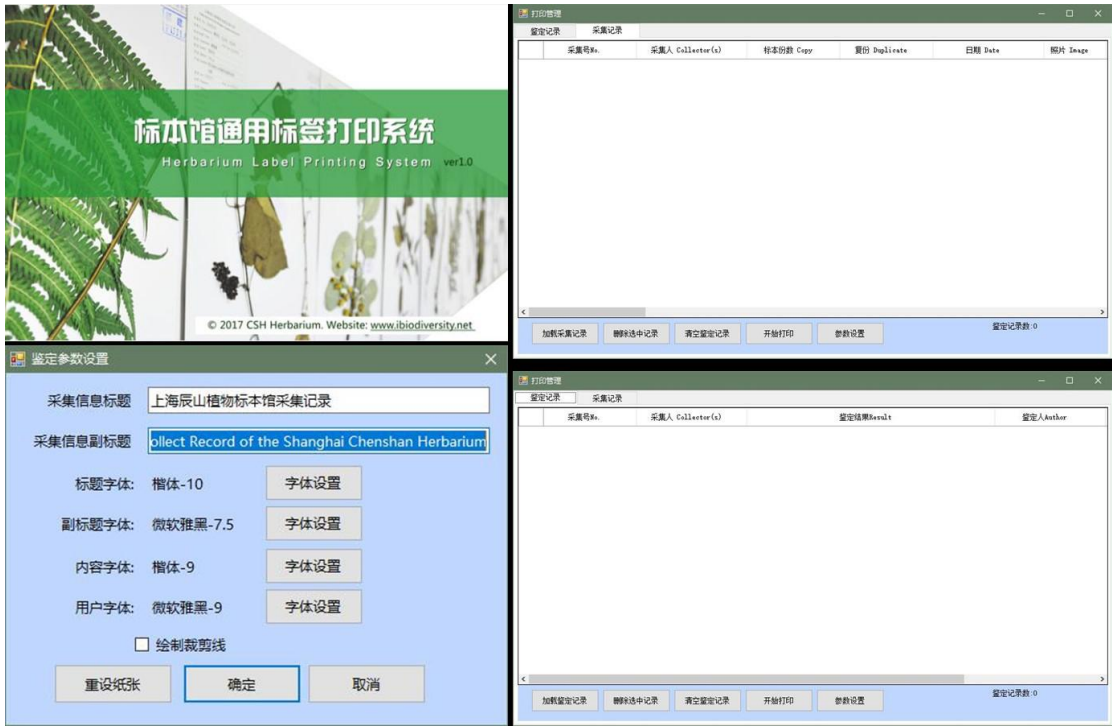 标本馆通用标签打印系统
Herbarium Label Printing System ver1.0
© 2017 CSH Herbarium. Website: www.ibiodiversity.net
打印管理
鉴定记录 采集记录
采集号No. 采集人 Collector(s) 标本份数 Copy 复份 Duplicate 日期 Date 照片 Image
加载采集记录 删除选中记录 清空鉴定记录 开始打印 参数设置 鉴定记录数:0
鉴定参数设置
采集信息标题 上海辰山植物标本馆采集记录
采集信息副标题 ollect Record of the Shanghai Chenshan Herbarium
标题字体: 楷体-10 字体设置
副标题字体: 微软雅黑-7.5 字体设置
内容字体: 楷体-9 字体设置
用户字体: 微软雅黑-9 字体设置
绘制裁剪线
重设纸张 确定 取消
打印管理
鉴定记录 采集记录
采集号No. 采集人 Collector(s) 鉴定结果Result 鉴定人Author
加载鉴定记录 删除选中记录 清空鉴定记录 开始打印 参数设置 鉴定记录数:0